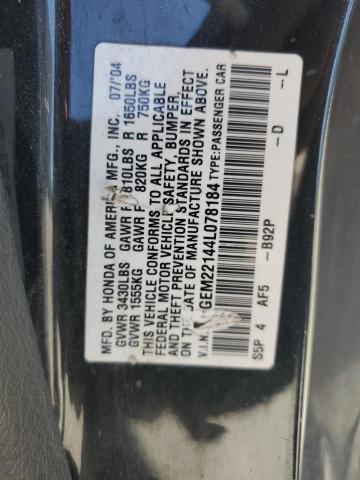 MFD. BY HONDA OF AMERICA MFG., INC. 07/'04
GVWR 3430LBS GAWR F 1810LBS R 1650LBS
GVWR 1555KG GAWR F 820KG R 750KG
THIS VEHICLE CONFORMS TO ALL APPLICABLE
FEDERAL MOTOR VEHICLE SAFETY, BUMPER,
AND THEFT PREVENTION STANDARDS IN EFFECT
ON THE DATE OF MANUFACTURE SHOWN ABOVE.
V.I.N. GEM22144L078184 TYPE:PASSENGER CAR
S5P 4 AF5 -B92P -D -L